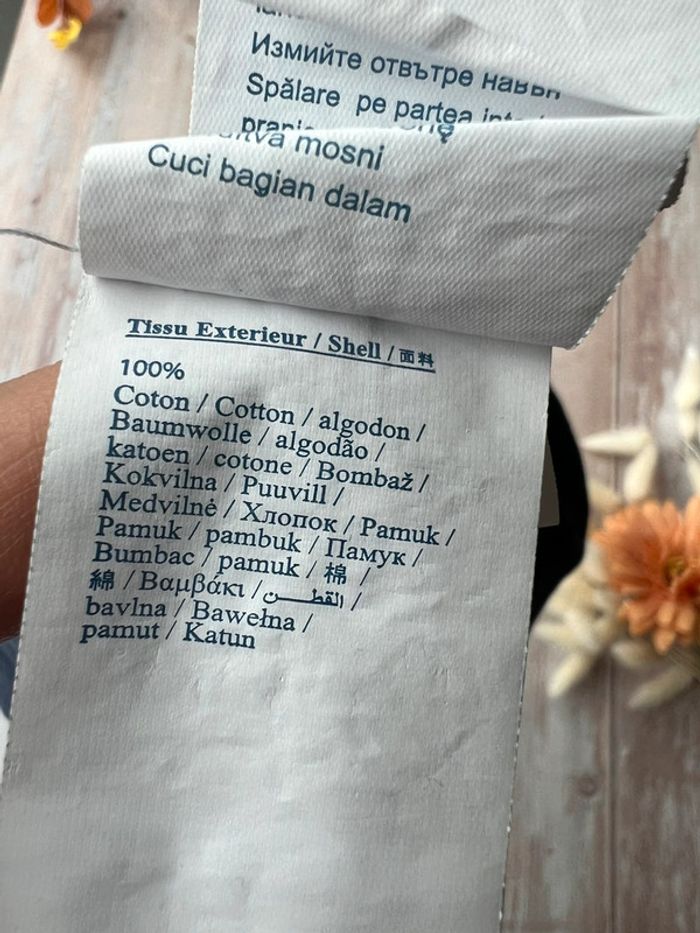 Измийте отвътре навън
Spălare pe partea
mosni
Cuci bagian dalam
Tissu Exterieur / Shell / 面料
100%
Coton / Cotton / algodon /
Baumwolle / algodão /
katoen / cotone / Bombaž /
Kokvilna / Puuvill /
Medvilnė / Хлопок / Pamuk /
Pamuk / pambuk / Памук /
Bumbac / pamuk / 棉 /
綿 / Βαμβάκι / القطن /
bavlna / Bawełna /
pamut / Katun